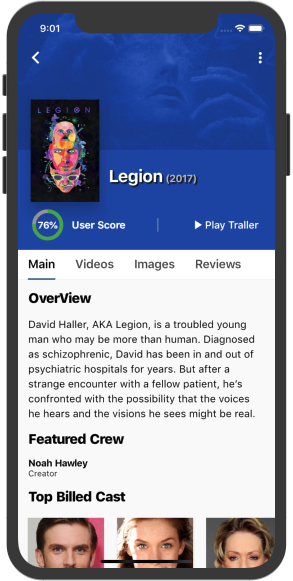 9:01
LEGION
Legion (2017)
76% User Score | Play Traller
Main Videos Images Reviews
OverView
David Haller, AKA Legion, is a troubled young
man who may be more than human. Diagnosed
as schizophrenic, David has been in and out of
psychiatric hospitals for years. But after a
strange encounter with a fellow patient, he's
confronted with the possibility that the voices
he hears and the visions he sees might be real.
Featured Crew
Noah Hawley
Creator
Top Billed Cast